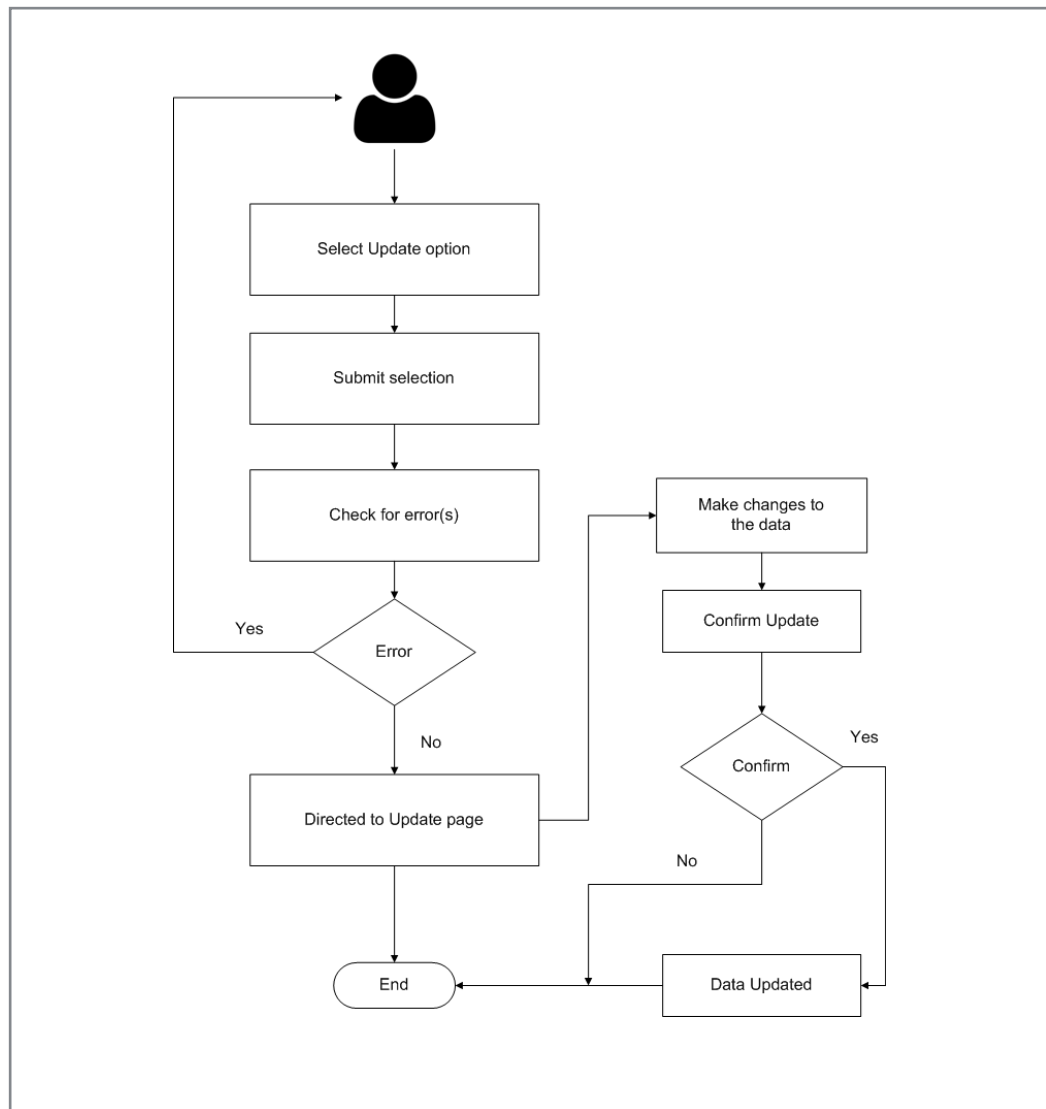 Select Update option
Submit selection
Check for error(s)
Error
Yes
No
Directed to Update page
Make changes to
the data
Confirm Update
Confirm
Yes
No
Data Updated
End